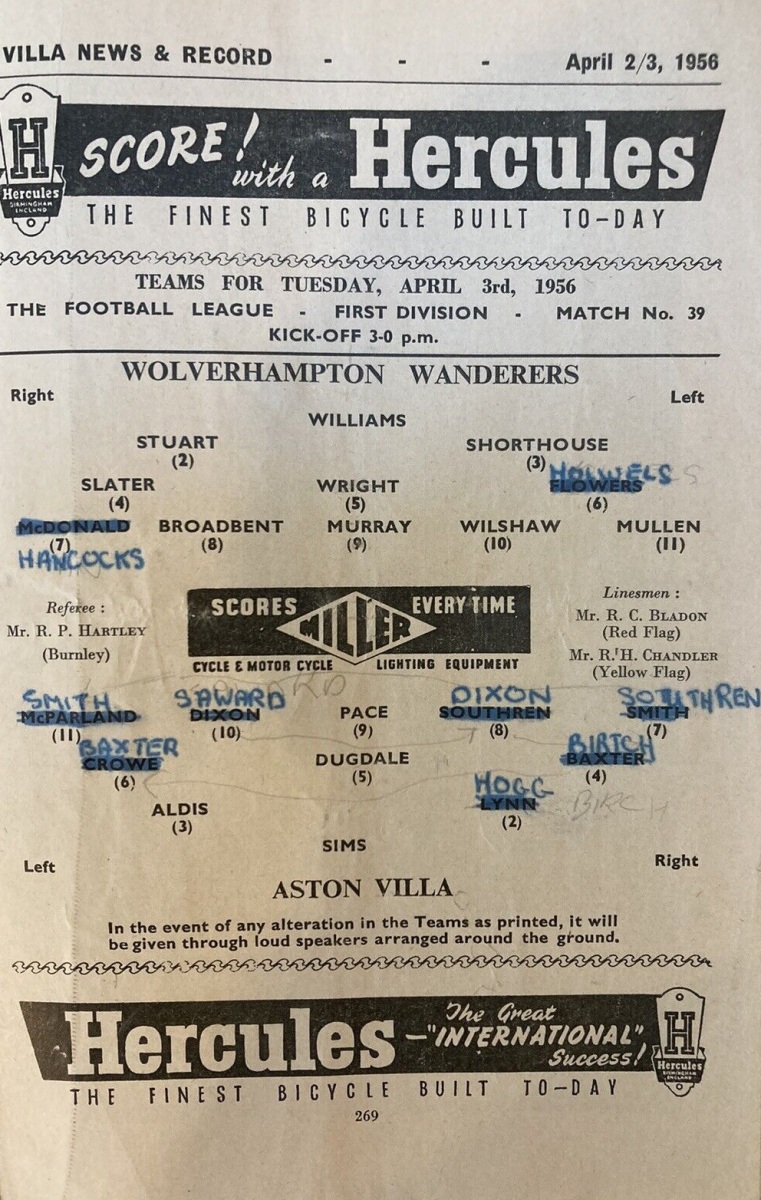 VILLA NEWS & RECORD - - - April 2/3, 1956
H
Hercules
BIRMINGHAM
ENGLAND
SCORE! with a Hercules
THE FINEST BICYCLE BUILT TO-DAY
TEAMS FOR TUESDAY, APRIL 3rd, 1956
THE FOOTBALL LEAGUE - FIRST DIVISION - MATCH No. 39
KICK-OFF 3-0 p.m.
WOLVERHAMPTON WANDERERS
Right Left
WILLIAMS
STUART SHORTHOUSE
(2) (3)
HOWELS
SLATER WRIGHT FLOWERS
(4) (5) (6)
McDONALD BROADBENT MURRAY WILSHAW MULLEN
(7) (8) (9) (10) (11)
HANCOCKS
Referee :
Mr. R. P. HARTLEY
(Burnley)
SCORES MILLER EVERY TIME
CYCLE & MOTOR CYCLE LIGHTING EQUIPMENT
Linesmen :
Mr. R. C. BLADON
(Red Flag)
Mr. R. H. CHANDLER
(Yellow Flag)
SMITH SAWARD DIXON SOUTHREN
McPARLAND DIXON PACE SOUTHREN SMITH
(11) (10) (9) (8) (7)
BAXTER BIRTCH
CROWE DUGDALE BAXTER
(6) (5) (4)
HOGG
ALDIS LYNN BIRCH
(3) (2)
SIMS
Left Right
ASTON VILLA
In the event of any alteration in the Teams as printed, it will
be given through loud speakers arranged around the ground.
Hercules - The Great "INTERNATIONAL" Success!
H
Hercules
BIRMINGHAM
ENGLAND
THE FINEST BICYCLE BUILT TO-DAY
269